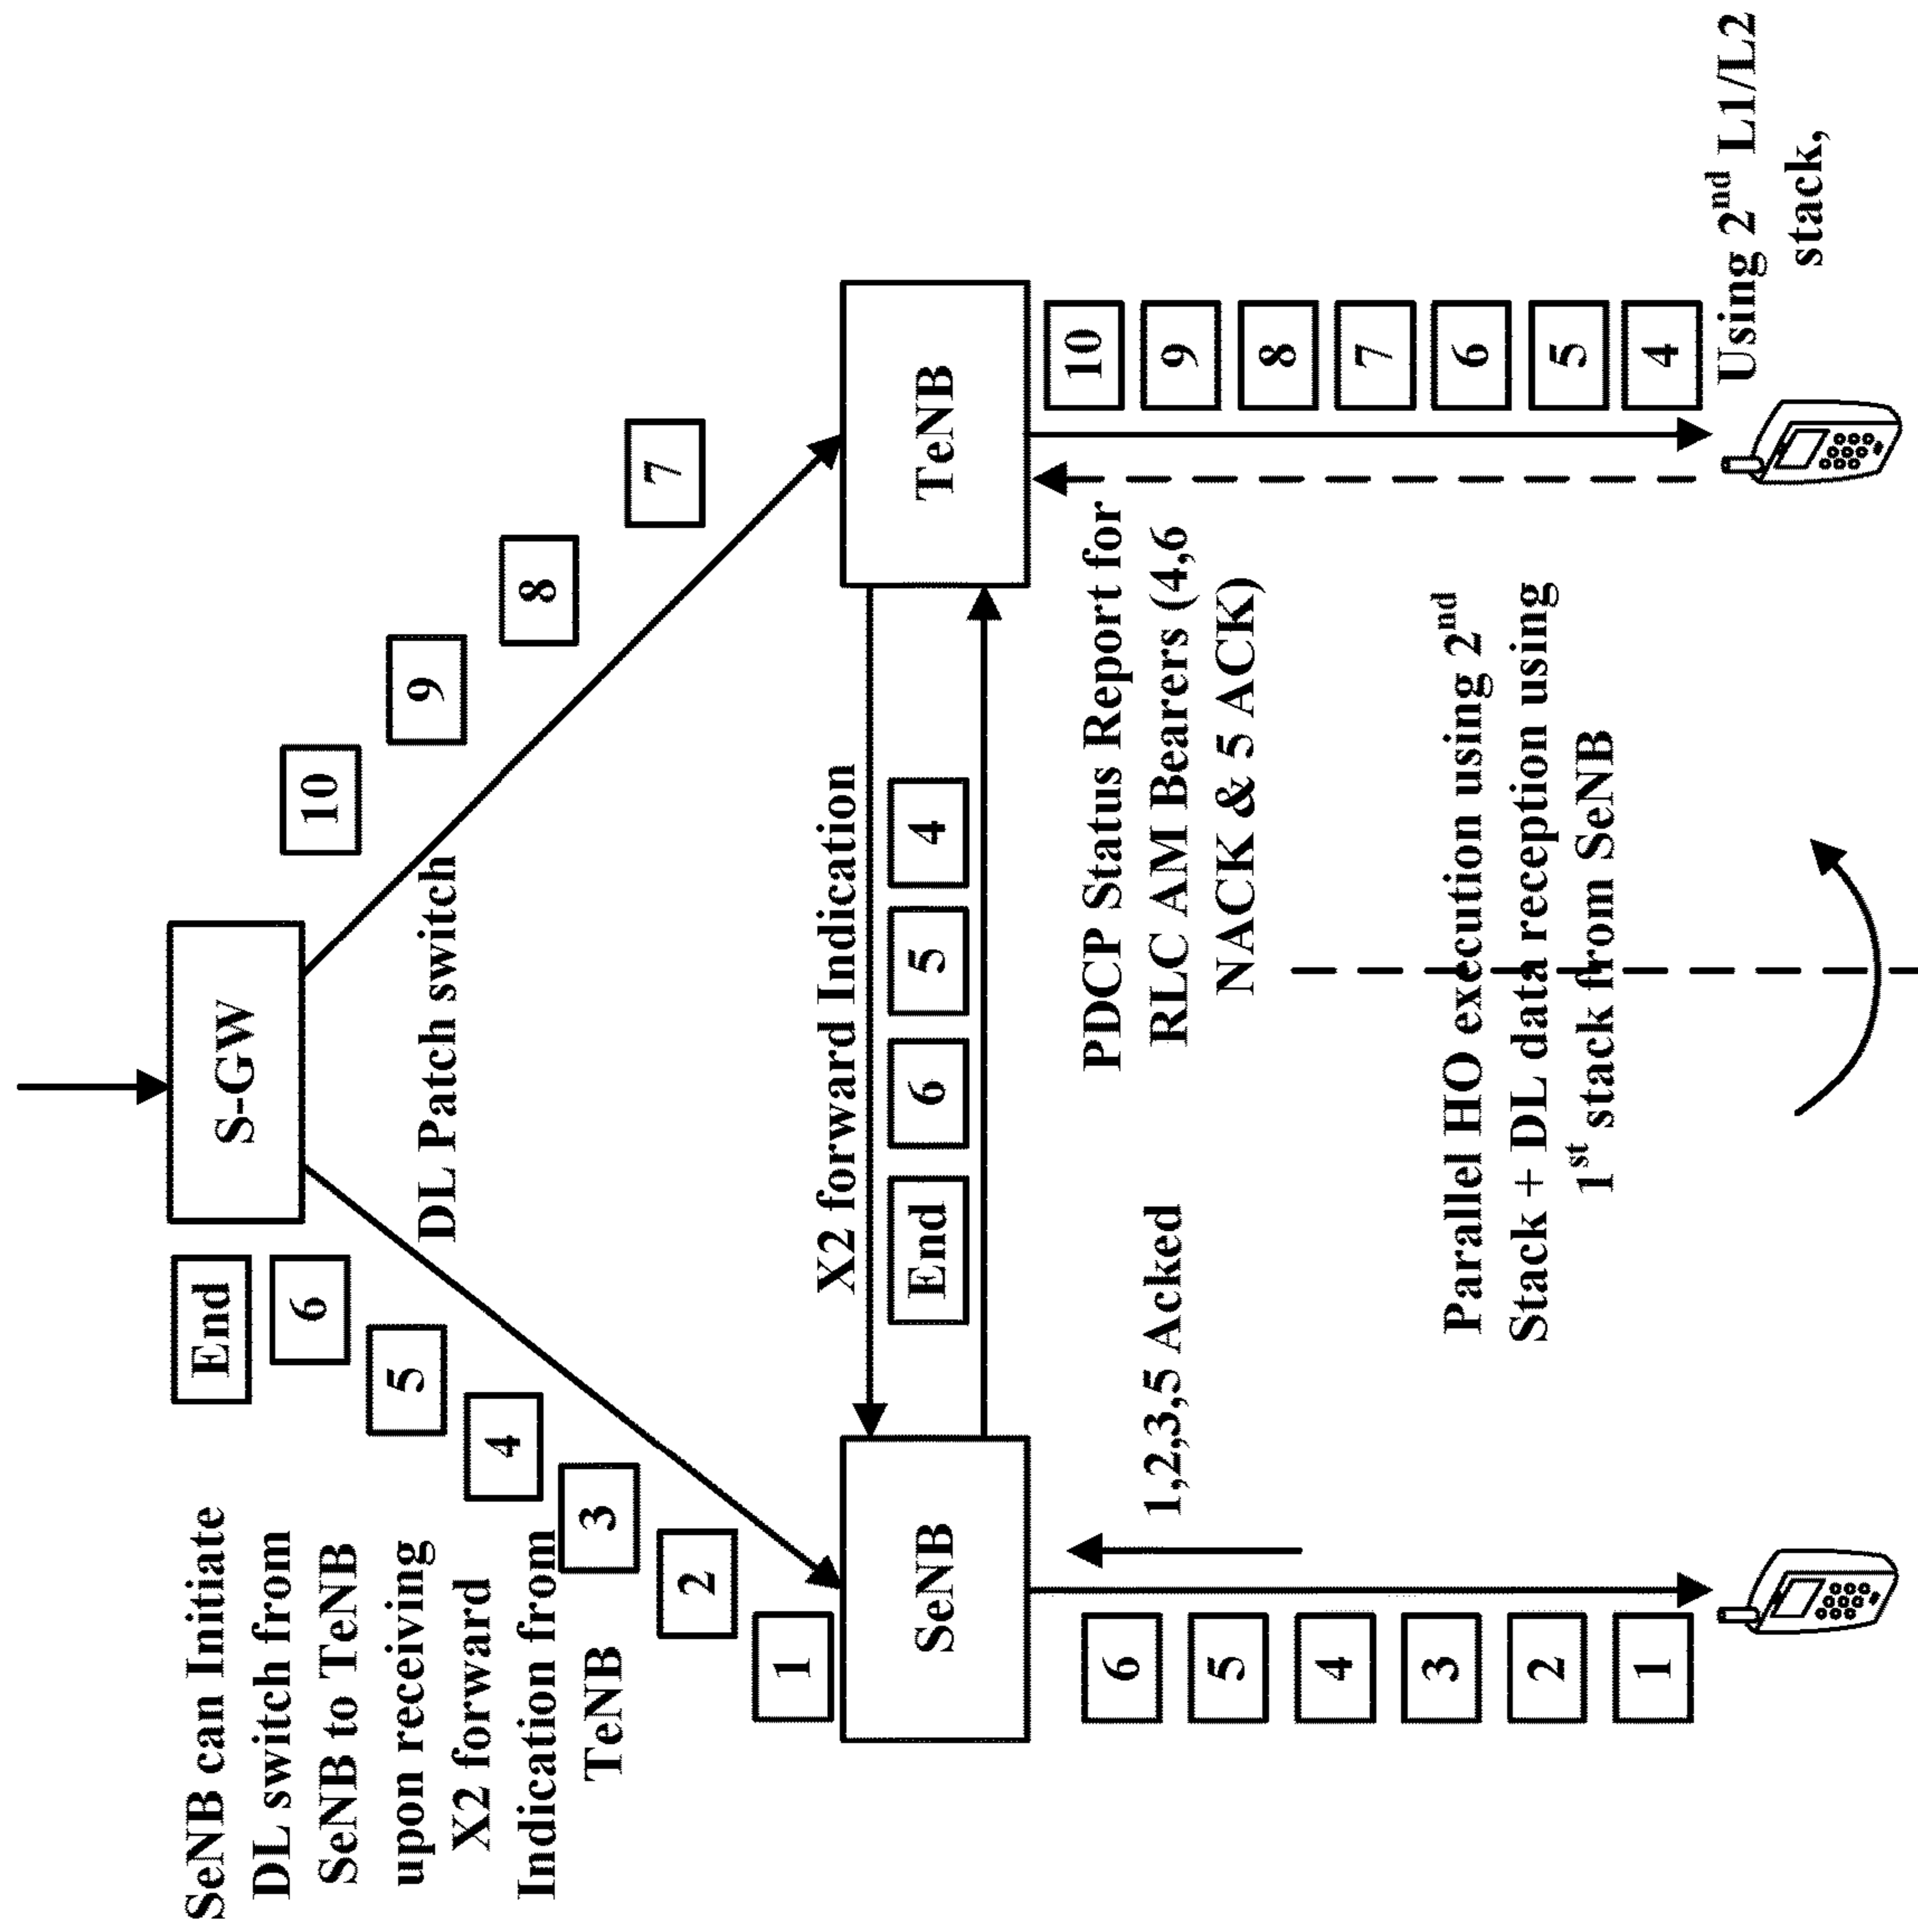 SeNB can Initiate
DL switch from
SeNB to TeNB
upon receiving
X2 forward
Indication from
TeNB
End
6
5
4
3
2
1
S-GW
DL Patch switch
10
9
8
7
X2 forward Indication
End
6
5
4
SeNB
TeNB
1,2,3,5 Acked
6
5
4
3
2
1
PDCP Status Report for
RLC AM Bearers (4,6
NACK & 5 ACK)
10
9
8
7
6
5
4
Parallel HO execution using 2nd
Stack + DL data reception using
1st stack from SeNB
Using 2nd L1/L2
stack,